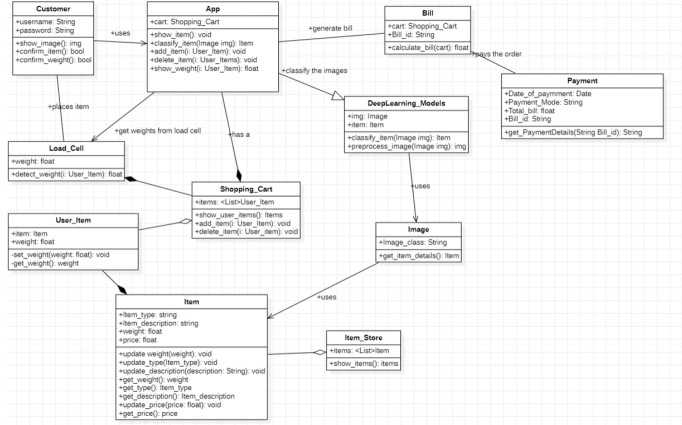 Customer
+username: String
+password: String
+show_image(): img
+confirm_item(): bool
+confirm_weight(): bool
+uses
App
+cart: Shopping_Cart
+show_item(): void
+classify_item(Image img): Item
+add_item(i: User_Item): void
+delete_item(i: User_Items): void
+show_weight(i: User_Item): float
+generate bill
Bill
+cart: Shopping_Cart
+Bill_id: String
+calculate_bill(cart): float
+pays the order
Payment
+Date_of_paymment: Date
+Payment_Mode: String
+Total_bill: float
+Bill_id: String
+get_PaymentDetails(String Bill_id): String
+classify the images
DeepLearning_Models
+img: Image
+item: Item
+classify_item(Image img): Item
+preprocess_image(Image img): img
+places item
+get weights from load cell
+has a
Load_Cell
+weight: float
+detect_weight(i: User_Item): float
Shopping_Cart
+items: <List>User_Item
+show_user_items(): Items
+add_item(i: User_Item): void
+delete_item(i: User_item): void
+uses
User_Item
+item: Item
+weight: float
-set_weight(weight: float): void
-get_weight(): weight
Image
+Image_class: String
+get_item_details(): Item
+uses
Item
+Item_type: string
+Item_description: string
+weight: float
+price: float
+update weight(weight): void
+update_type(Item_type): void
+update_description(description: String): void
+get_weight(): weight
+get_type(): Item_type
+get_description(): Item_description
+update_price(price: float): void
+get_price(): price
Item_Store
+items: <List>Item
+show_items(): items